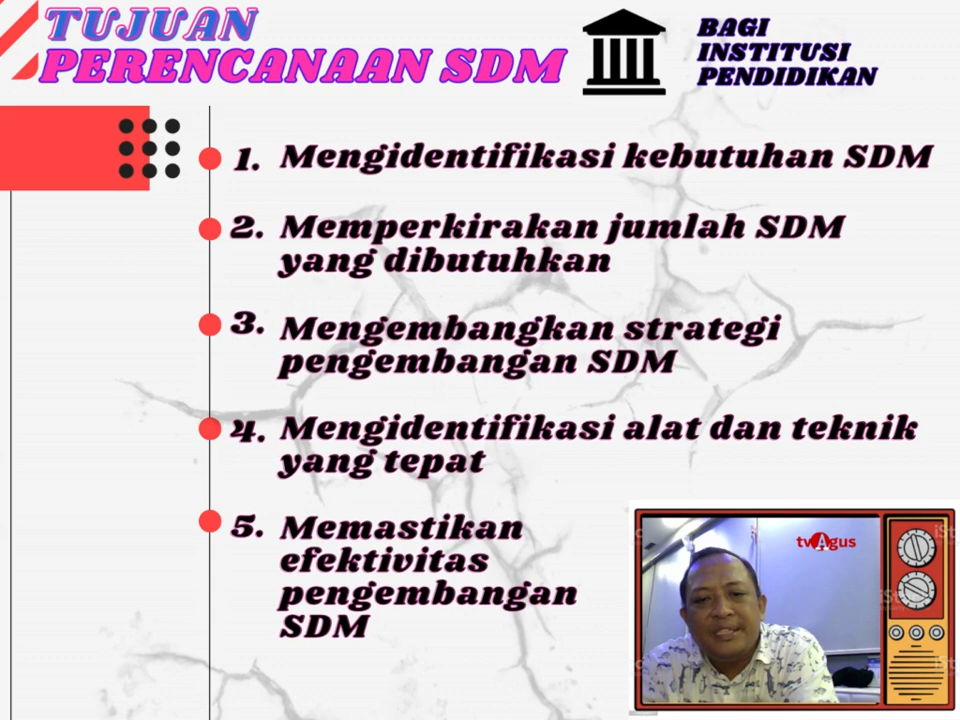 TUJUAN
PERENCANAAN SDM
BAGI
INSTITUSI
PENDIDIKAN
1. Mengidentifikasi kebutuhan SDM
2. Memperkirakan jumlah SDM
yang dibutuhkan
3. Mengembangkan strategi
pengembangan SDM
4. Mengidentifikasi alat dan teknik
yang tepat
5. Memastikan
efektivitas
pengembangan
SDM
tvAgus